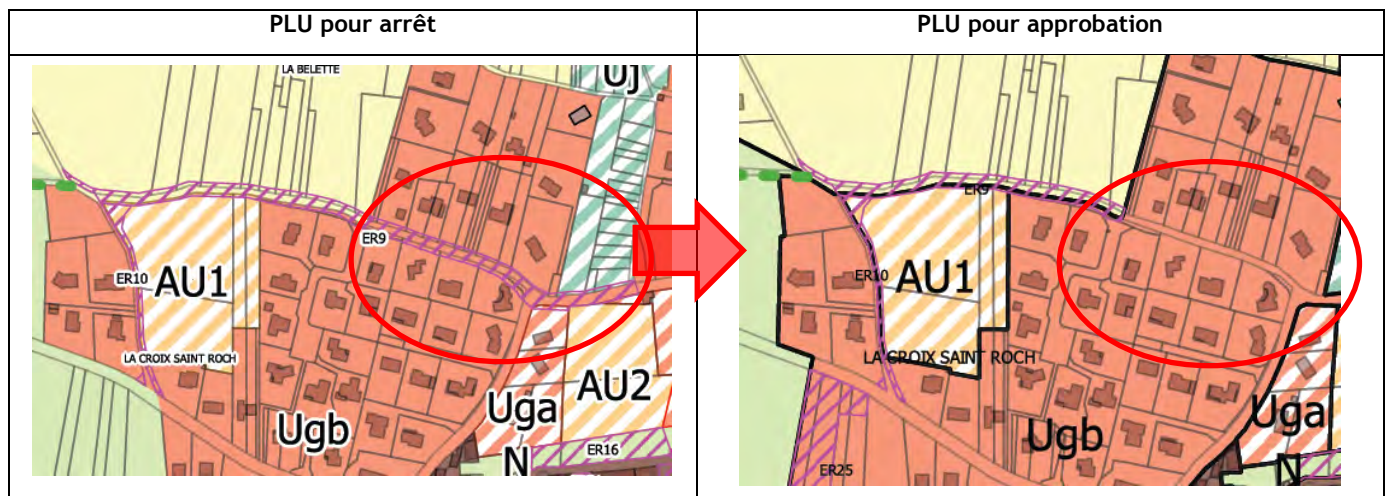 PLU pour arrêt
PLU pour approbation
LA BELETTE
Uj
ER9
ER10
AU1
LA CROIX SAINT ROCH
Ugb
Uga
AU2
N
ER16
ER9
ER10
AU1
LA CROIX SAINT ROCH
Ugb
Uga
N
ER25